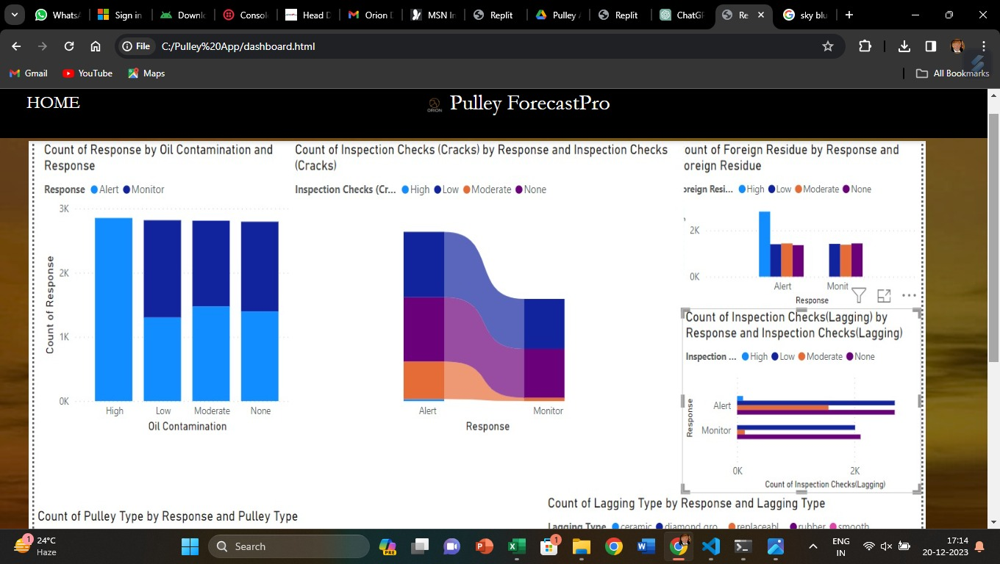 WhatsA
Sign in
Downlo
Consol
Head D
Orion D
MSN In
Replit
Pulley A
Replit
ChatGP
Re
sky blu
File
C:/Pulley%20App/dashboard.html
Gmail
YouTube
Maps
All Bookmarks
HOME
ORION
Pulley ForecastPro
Count of Response by Oil Contamination and
Response
Response Alert Monitor
3K
2K
1K
0K
Count of Response
High Low Moderate None
Oil Contamination
Count of Inspection Checks (Cracks) by Response and Inspection Checks
(Cracks)
Inspection Checks (Cr... High Low Moderate None
Alert Monitor
Response
ount of Foreign Residue by Response and
oreign Residue
oreign Resi... High Low Moderate None
2K
0K
Alert Monit
Response
Count of Inspection Checks(Lagging) by
Response and Inspection Checks(Lagging)
Inspection ... High Low Moderate None
Response
Alert
Monitor
0K 2K
Count of Inspection Checks(Lagging)
Count of Pulley Type by Response and Pulley Type
Count of Lagging Type by Response and Lagging Type
Lagging Type ceramic diamond gro... replaceabl... rubber smooth
1
24°C
Haze
Search
PRE
1
ENG
IN
17:14
20-12-2023